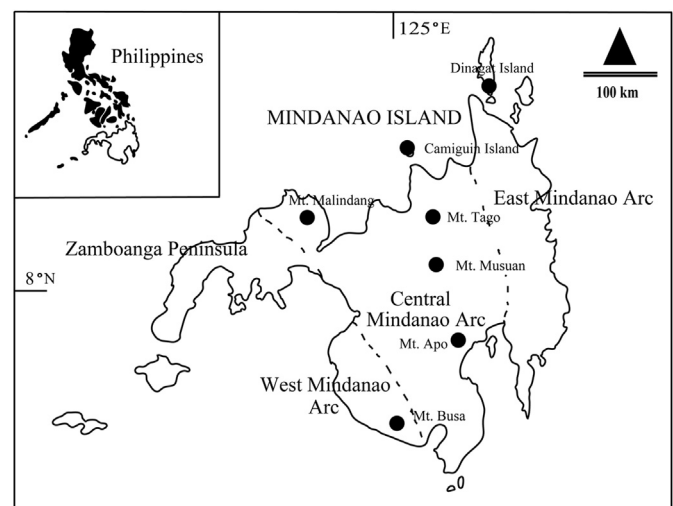 125°E
Philippines
Dinagat Island
100 km
MINDANAO ISLAND
Camiguin Island
Mt. Malindang
East Mindanao Arc
Mt. Tago
Zamboanga Peninsula
Mt. Musuan
8°N
Central
Mindanao Arc
Mt. Apo
West Mindanao
Arc
Mt. Busa